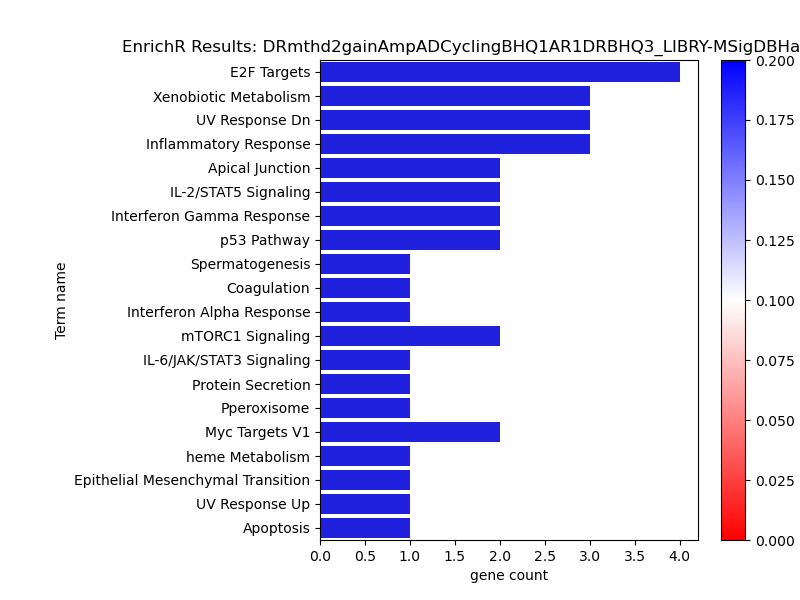 EnrichR Results: DRmthd2gainAmpADCyclingBHQ1AR1DRBHQ3_LIBRY-MSigDBHa
E2F Targets
Xenobiotic Metabolism
UV Response Dn
Inflammatory Response
Apical Junction
IL-2/STAT5 Signaling
Interferon Gamma Response
p53 Pathway
Spermatogenesis
Coagulation
Interferon Alpha Response
mTORC1 Signaling
IL-6/JAK/STAT3 Signaling
Protein Secretion
Pperoxisome
Myc Targets V1
heme Metabolism
Epithelial Mesenchymal Transition
UV Response Up
Apoptosis
Term name
0.0 0.5 1.0 1.5 2.0 2.5 3.0 3.5 4.0
gene count
0.200
0.175
0.150
0.125
0.100
0.075
0.050
0.025
0.000